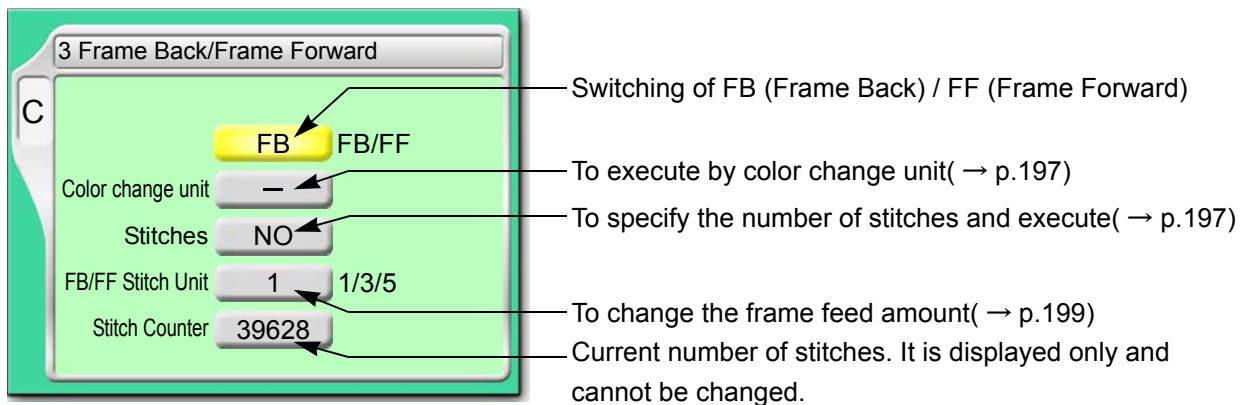 3 Frame Back/Frame Forward
C
FB FB/FF
Color change unit –
Stitches NO
FB/FF Stitch Unit 1 1/3/5
Stitch Counter 39628
Switching of FB (Frame Back) / FF (Frame Forward)
To execute by color change unit( → p.197)
To specify the number of stitches and execute( → p.197)
To change the frame feed amount( → p.199)
Current number of stitches. It is displayed only and
cannot be changed.